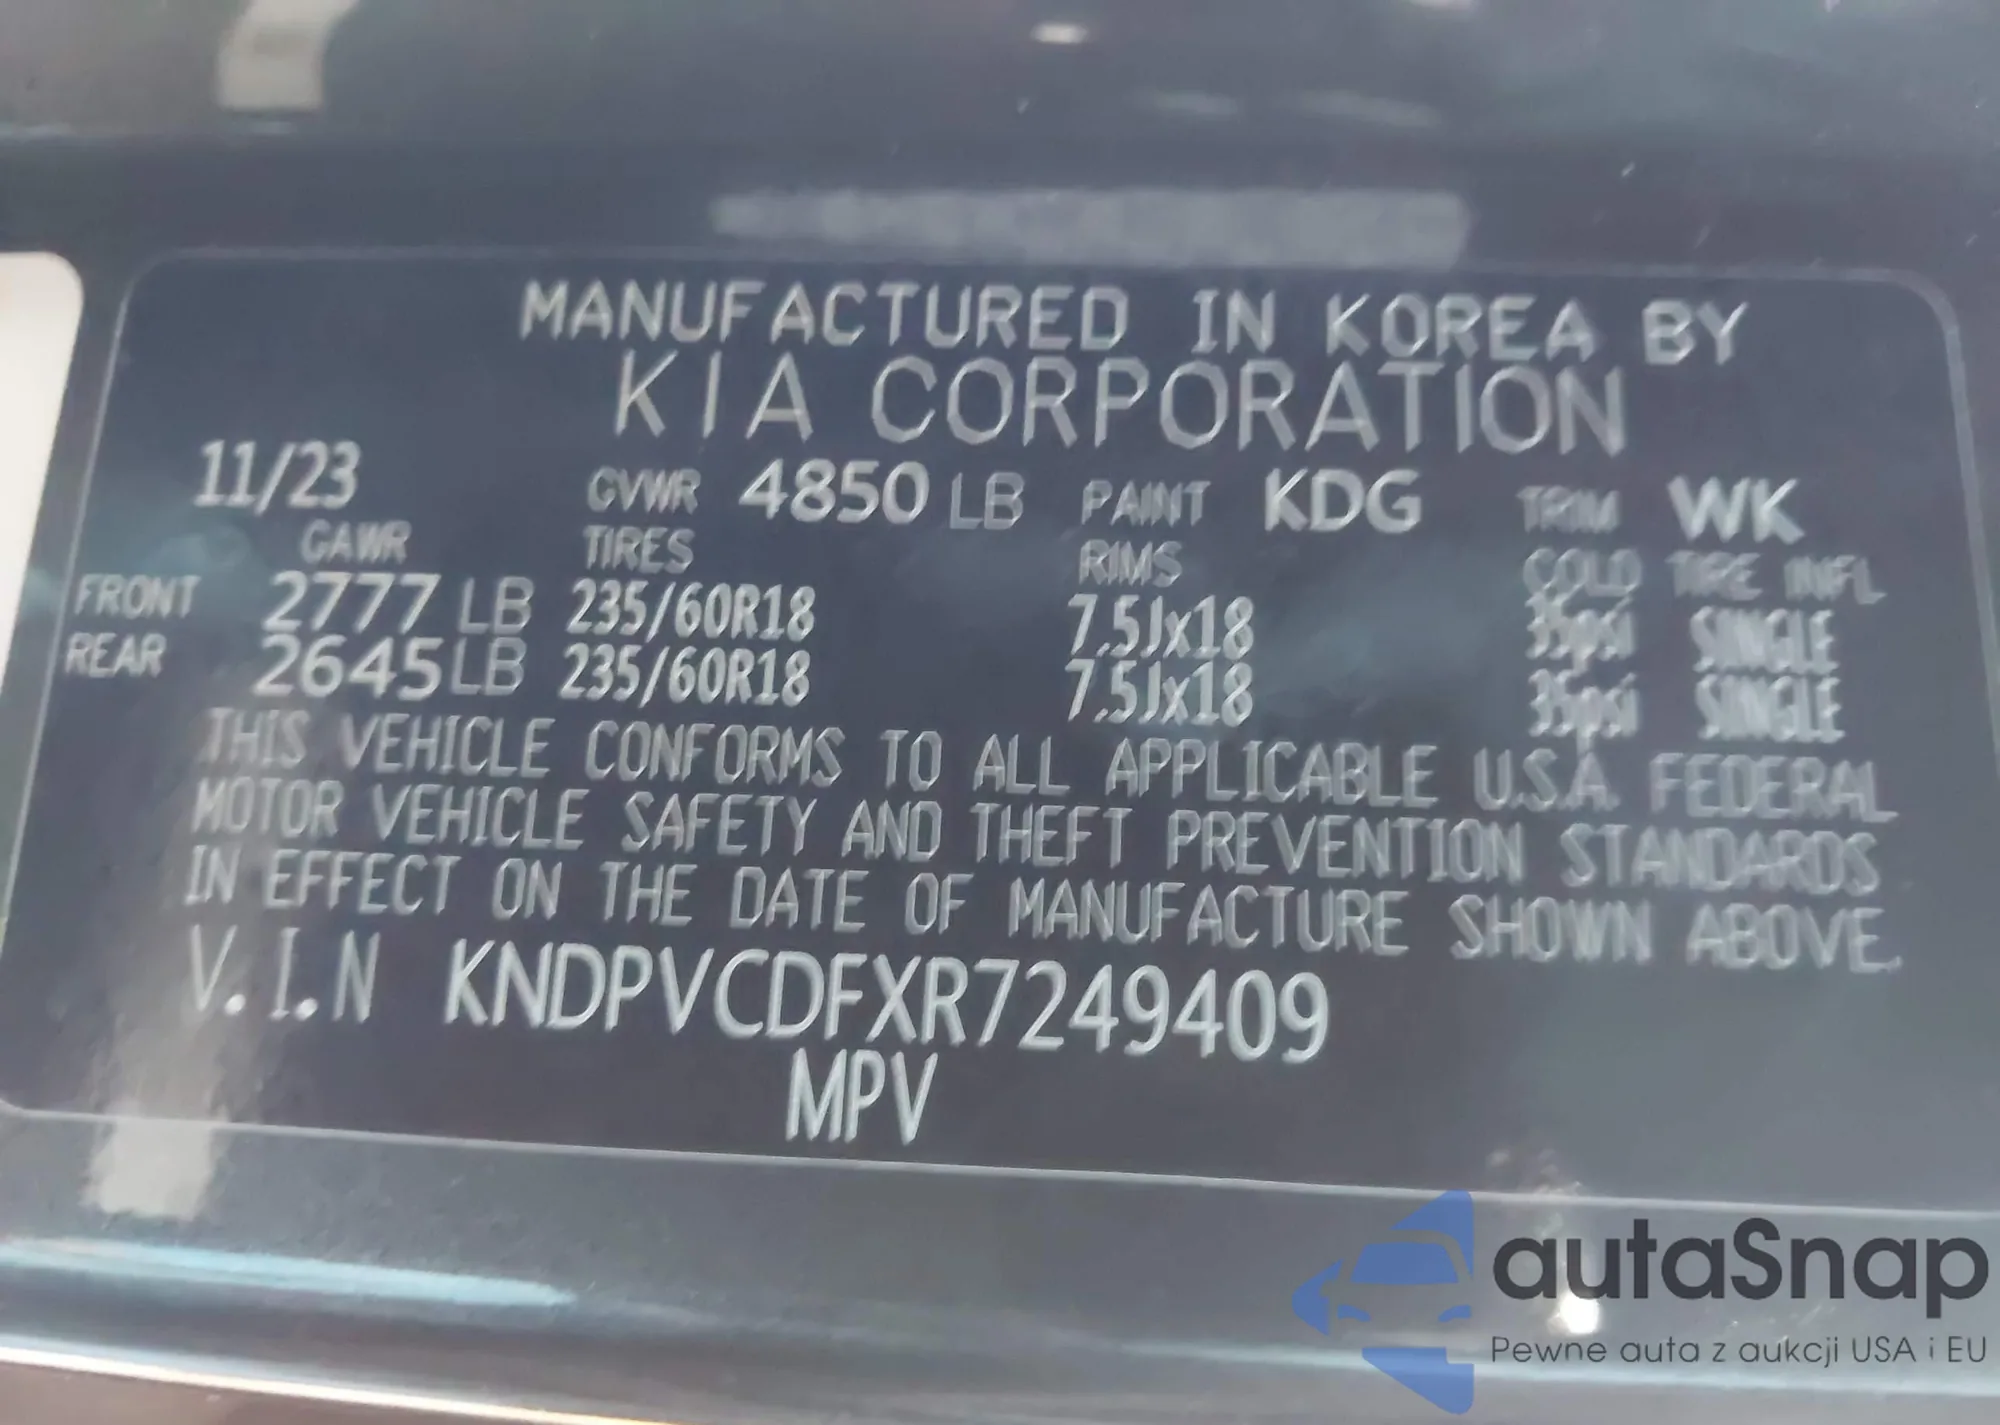 MANUFACTURED IN KOREA BY
KIA CORPORATION
11/23 GVWR 4850 LB PAINT KDG TRIM WK
GAWR TIRES RIMS COLD TIRE INFL
FRONT 2777 LB 235/60R18 7.5Jx18 35psi SINGLE
REAR 2645 LB 235/60R18 7.5Jx18 35psi SINGLE
THIS VEHICLE CONFORMS TO ALL APPLICABLE U.S.A. FEDERAL
MOTOR VEHICLE SAFETY AND THEFT PREVENTION STANDARDS
IN EFFECT ON THE DATE OF MANUFACTURE SHOWN ABOVE.
V.I.N KNDPVCDFXR7249409
MPV
autaSnap
Pewne auta z aukcji USA i EU